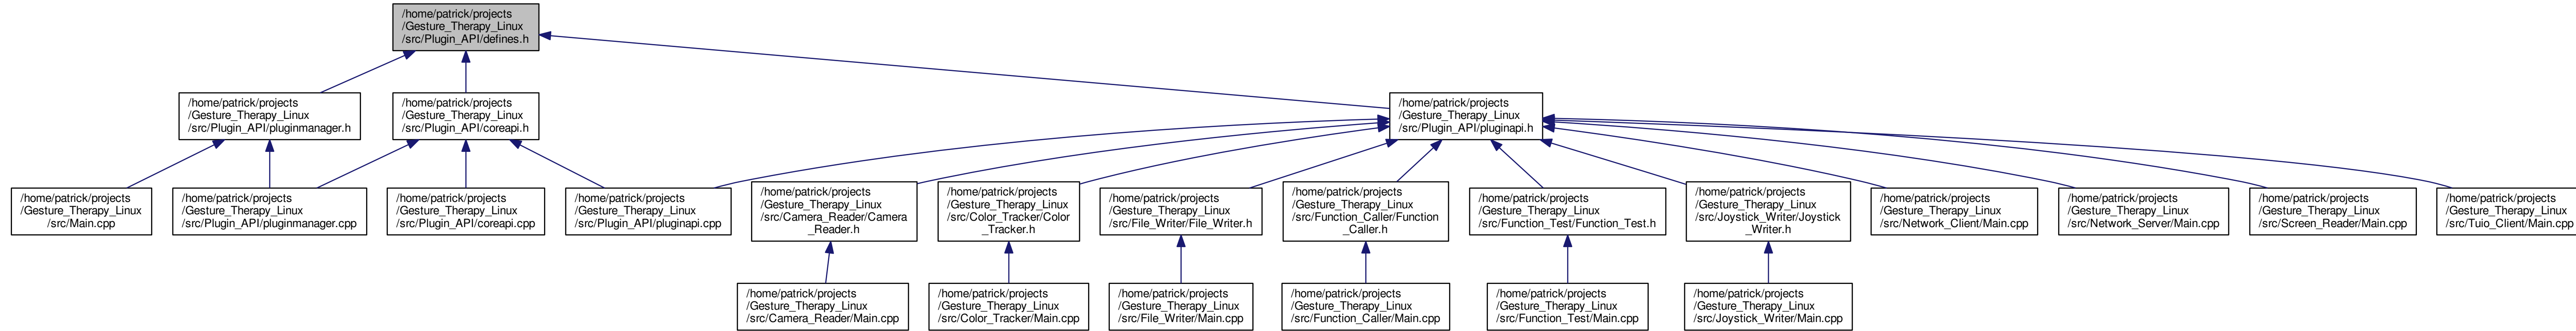 /home/patrick/projects
/Gesture_Therapy_Linux
/src/Plugin_API/defines.h
/home/patrick/projects
/Gesture_Therapy_Linux
/src/Plugin_API/pluginmanager.h
/home/patrick/projects
/Gesture_Therapy_Linux
/src/Plugin_API/coreapi.h
/home/patrick/projects
/Gesture_Therapy_Linux
/src/Plugin_API/pluginapi.h
/home/patrick/projects
/Gesture_Therapy_Linux
/src/Main.cpp
/home/patrick/projects
/Gesture_Therapy_Linux
/src/Plugin_API/pluginmanager.cpp
/home/patrick/projects
/Gesture_Therapy_Linux
/src/Plugin_API/coreapi.cpp
/home/patrick/projects
/Gesture_Therapy_Linux
/src/Plugin_API/pluginapi.cpp
/home/patrick/projects
/Gesture_Therapy_Linux
/src/Camera_Reader/Camera
_Reader.h
/home/patrick/projects
/Gesture_Therapy_Linux
/src/Color_Tracker/Color
_Tracker.h
/home/patrick/projects
/Gesture_Therapy_Linux
/src/File_Writer/File_Writer.h
/home/patrick/projects
/Gesture_Therapy_Linux
/src/Function_Caller/Function
_Caller.h
/home/patrick/projects
/Gesture_Therapy_Linux
/src/Function_Test/Function_Test.h
/home/patrick/projects
/Gesture_Therapy_Linux
/src/Joystick_Writer/Joystick
_Writer.h
/home/patrick/projects
/Gesture_Therapy_Linux
/src/Network_Client/Main.cpp
/home/patrick/projects
/Gesture_Therapy_Linux
/src/Network_Server/Main.cpp
/home/patrick/projects
/Gesture_Therapy_Linux
/src/Screen_Reader/Main.cpp
/home/patrick/projects
/Gesture_Therapy_Linux
/src/Tuio_Client/Main.cpp
/home/patrick/projects
/Gesture_Therapy_Linux
/src/Camera_Reader/Main.cpp
/home/patrick/projects
/Gesture_Therapy_Linux
/src/Color_Tracker/Main.cpp
/home/patrick/projects
/Gesture_Therapy_Linux
/src/File_Writer/Main.cpp
/home/patrick/projects
/Gesture_Therapy_Linux
/src/Function_Caller/Main.cpp
/home/patrick/projects
/Gesture_Therapy_Linux
/src/Function_Test/Main.cpp
/home/patrick/projects
/Gesture_Therapy_Linux
/src/Joystick_Writer/Main.cpp